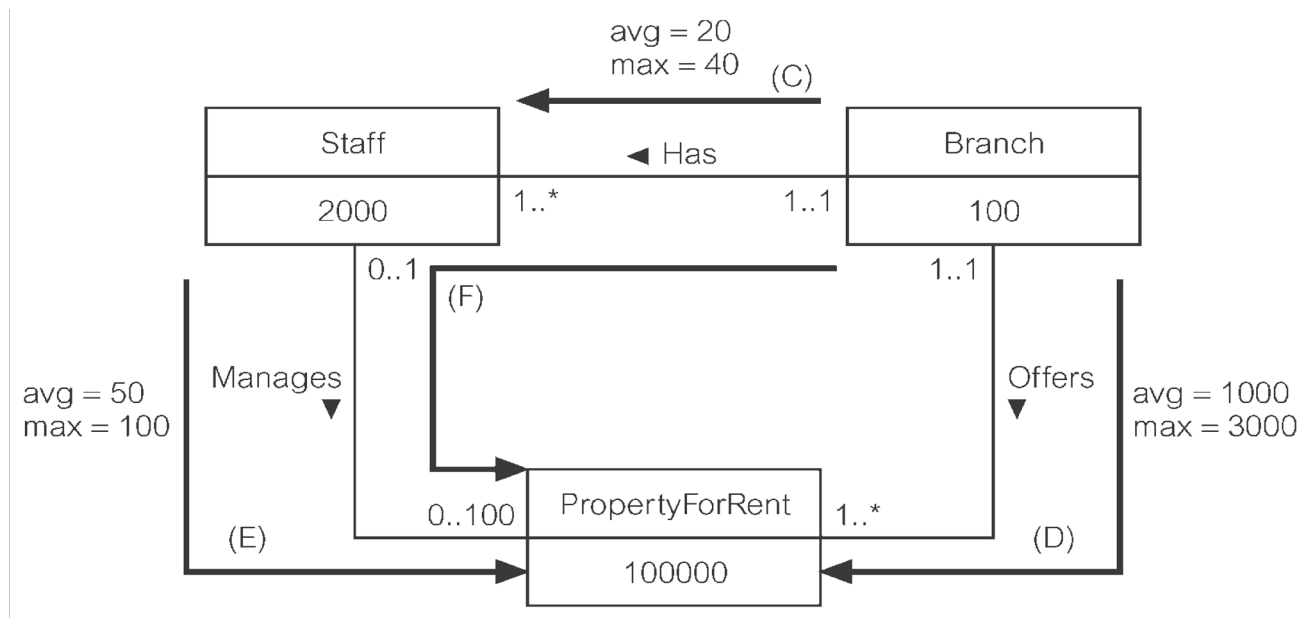 avg = 20
max = 40
(C)
Staff
◄ Has
Branch
2000
1..*
1..1
100
0..1
(F)
1..1
Manages
▼
Offers
▼
avg = 50
max = 100
avg = 1000
max = 3000
0..100
PropertyForRent
1..*
(E)
(D)
100000